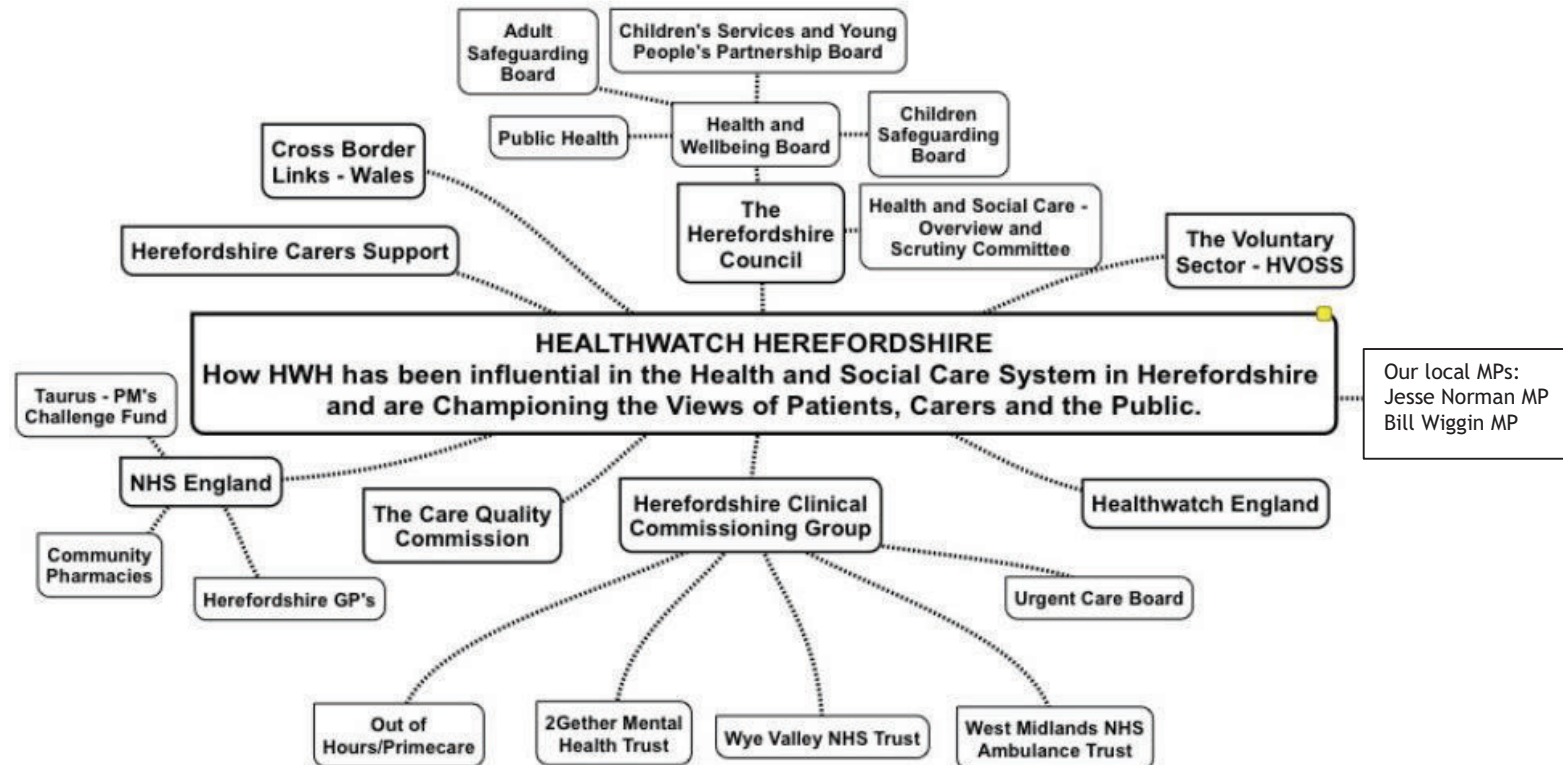 Adult
Safeguarding
Board
Children's Services and Young
People's Partnership Board
Public Health
Health and
Wellbeing Board
Children
Safeguarding
Board
Cross Border
Links - Wales
The
Herefordshire
Council
Health and Social Care -
Overview and
Scrutiny Committee
Herefordshire Carers Support
The Voluntary
Sector - HVOSS
HEALTHWATCH HEREFORDSHIRE
How HWH has been influential in the Health and Social Care System in Herefordshire
and are Championing the Views of Patients, Carers and the Public.
Our local MPs:
Jesse Norman MP
Bill Wiggin MP
Taurus - PM's
Challenge Fund
NHS England
Community
Pharmacies
Herefordshire GP's
The Care Quality
Commission
Herefordshire Clinical
Commissioning Group
Healthwatch England
Urgent Care Board
Out of
Hours/Primecare
2Gether Mental
Health Trust
Wye Valley NHS Trust
West Midlands NHS
Ambulance Trust